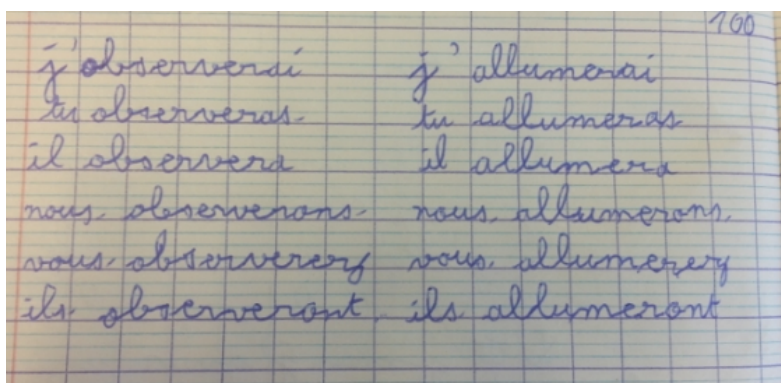 100
j'observerai j'allumerai
tu observeras tu allumeras
il observera il allumera
nous observerons nous allumerons
vous observerez vous allumerez
ils observeront ils allumeront